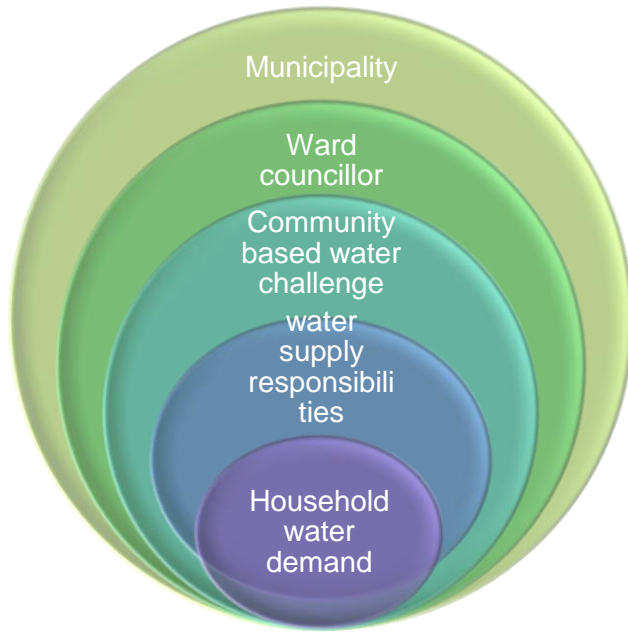 Municipality
Ward
councillor
Community
based water
challenge
water
supply
responsibili
ties
Household
water
demand